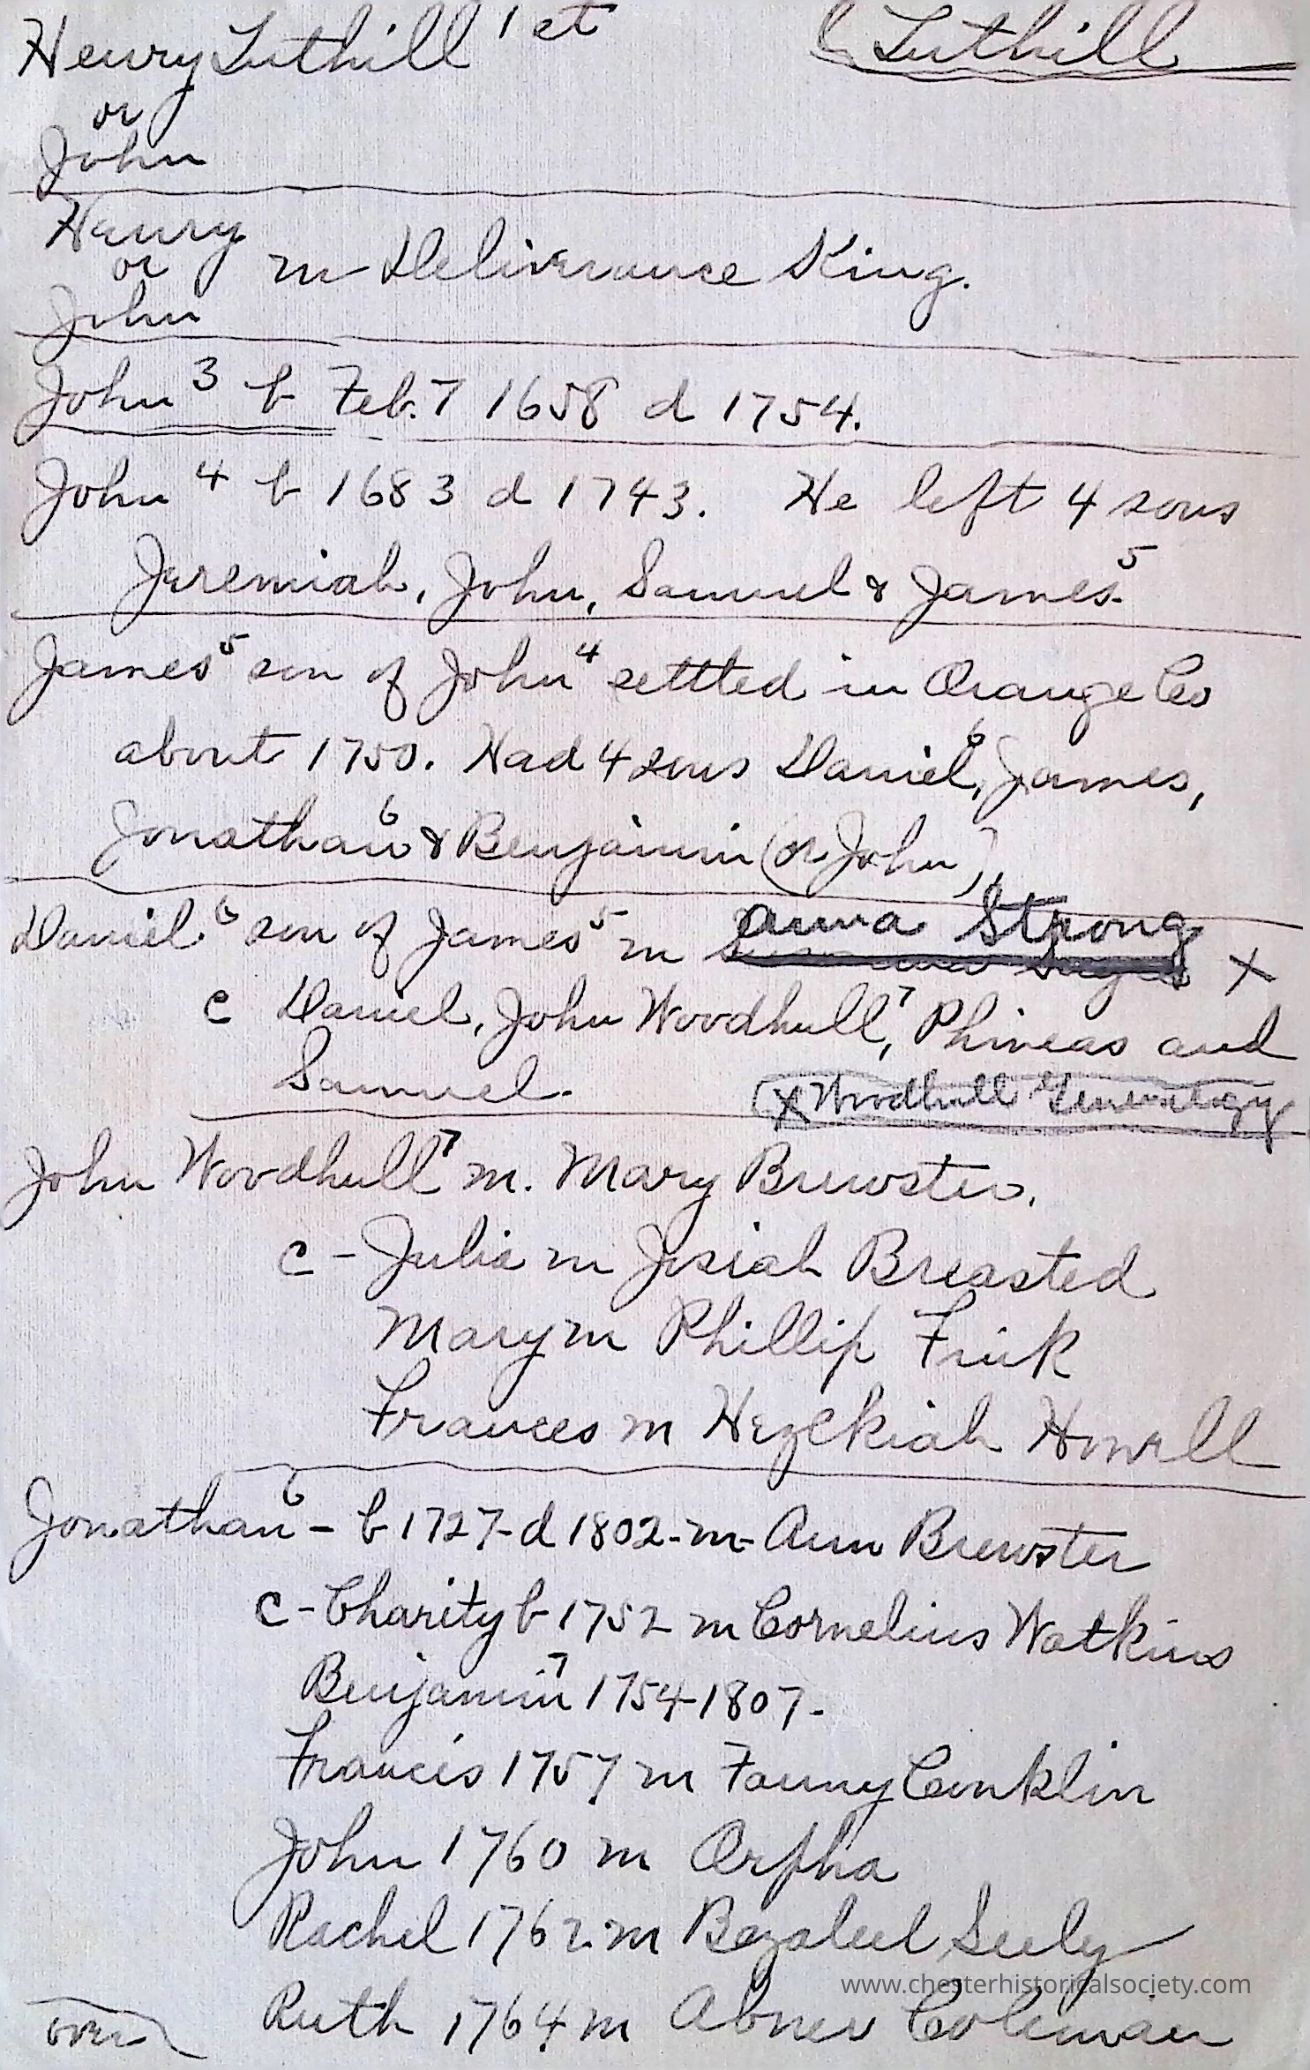 Henry Tuthill 1st Tuthill
or
John
Henry
or m Deliverance King.
John
John 3 b Feb. 7 1658 d 1754.
John 4 b 1683 d 1743. He left 4 sons
Jeremiah, John, Samuel & James 5
James 5 son of John 4 settled in Orange Co
about 1750. Had 4 sons Daniel 6, James,
Jonathan 6 & Benjamin (or John),
Daniel 6 son of James 5 m Anna Strong X
c Daniel, John Woodhull 7, Phineas and
Samuel.
(X Woodhull Genealogy
John Woodhull 7 m. Mary Brewster.
c - Julia m Josiah Breasted
Mary m Phillip Fink
Frances m Hezekiah Howell
Jonathan 6 - b 1727 - d 1802 - m - Ann Brewster
c - Charity b 1752 m Cornelius Watkins
Benjamin 7 1754-1807.
Francis 1757 m Fanny Conklin
John 1760 m Orpha
Rachel 1762 m Bezaleel Seely
www.chesterhistoricalsociety.com
Ruth 1764 m Abner Coleman
over